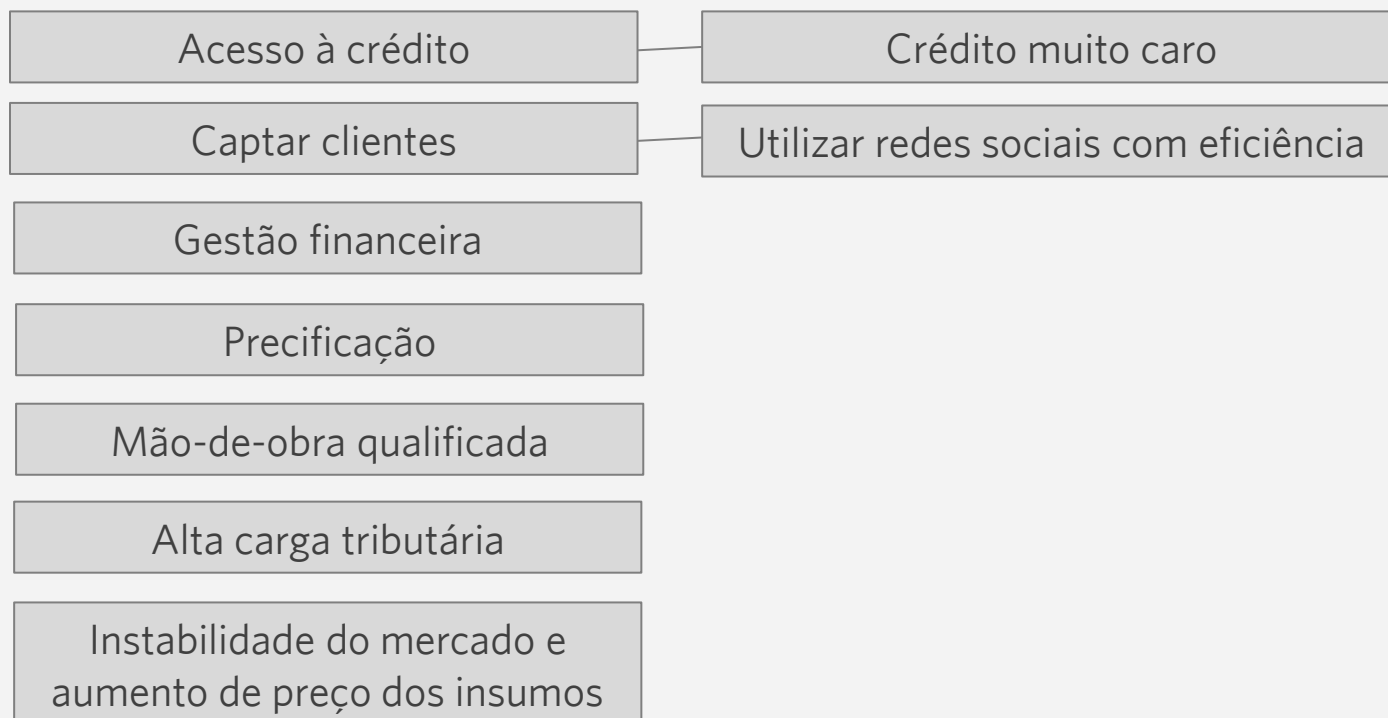 Acesso à crédito
Crédito muito caro
Captar clientes
Utilizar redes sociais com eficiência
Gestão financeira
Precificação
Mão-de-obra qualificada
Alta carga tributária
Instabilidade do mercado e
aumento de preço dos insumos